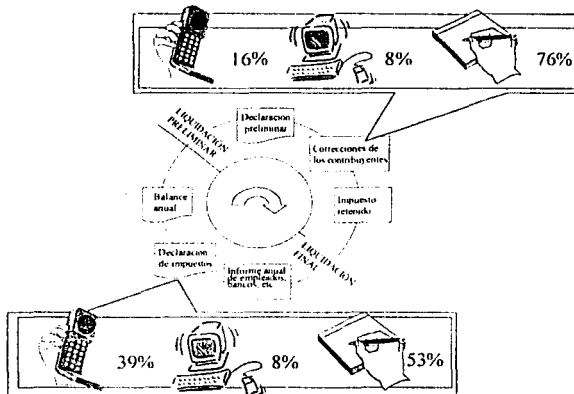 16%
8%
76%
LIQUIDACIÓN
PRELIMINAR
Declaración
preliminar
Correcciones de
los contribuyentes
Balance
anual
Impuesto
retenido
Declaración
de impuestos
Informe anual
de empleados,
bancos, etc
LIQUIDACIÓN
FINAL
39%
8%
53%